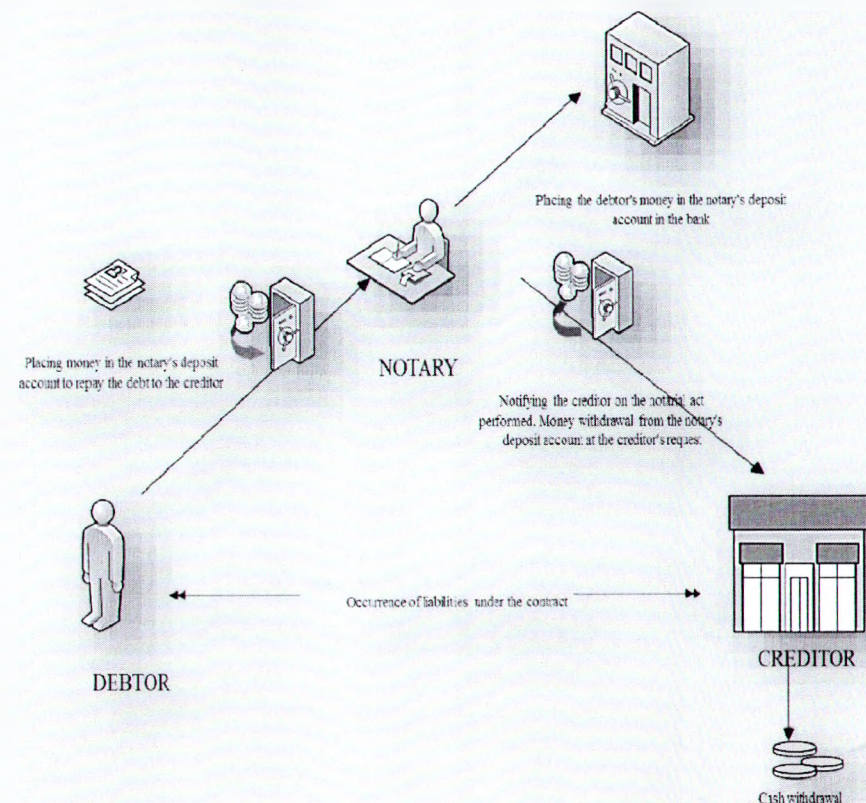 Placing the debtor's money in the notary's deposit
account in the bank
Placing money in the notary's deposit
account to repay the debt to the creditor
NOTARY
Notifying the creditor on the notarial act
performed. Money withdrawal from the notary's
deposit account at the creditor's request
Occurrence of liabilities under the contract
DEBTOR
CREDITOR
Cash withdrawal